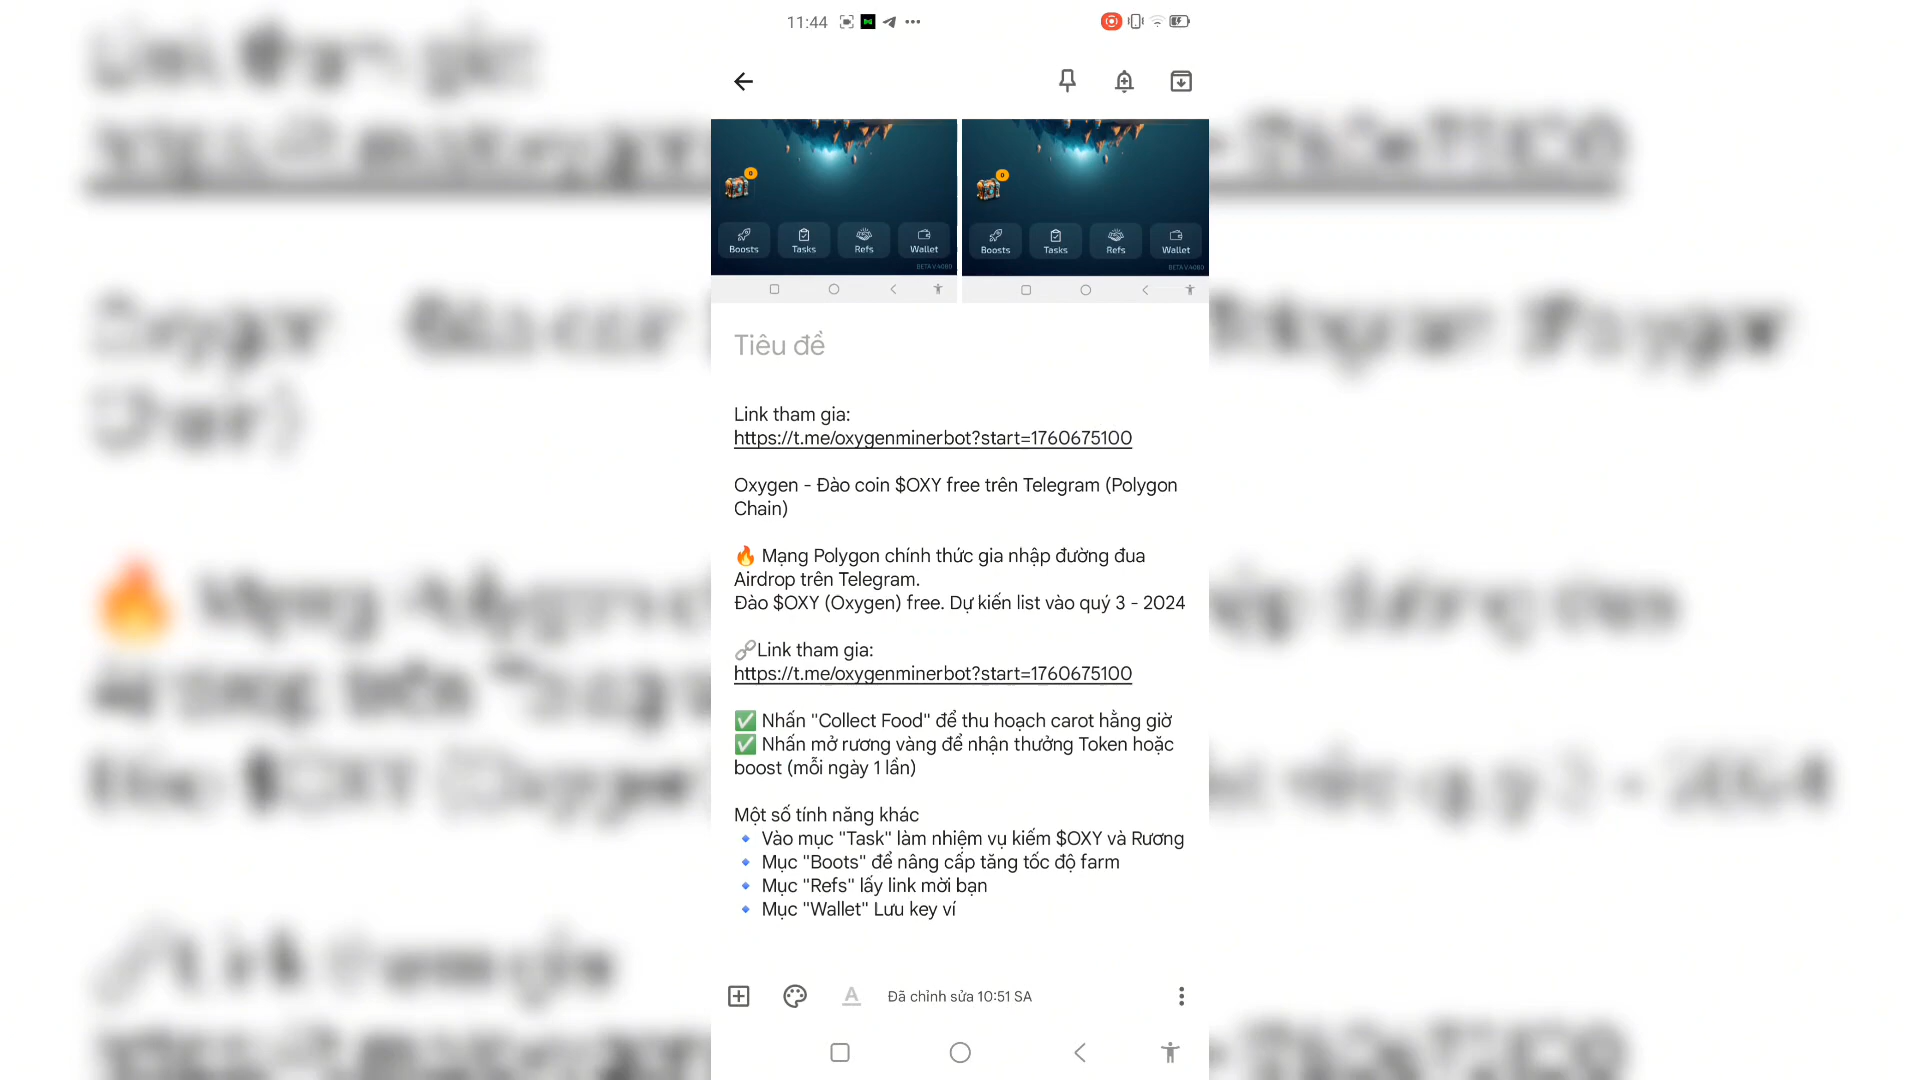 11:44
0
0
Boosts Tasks Refs Wallet
Boosts Tasks Refs Wallet
Tiêu đề
Link tham gia:
https://t.me/oxygenminerbot?start=1760675100
Oxygen - Đào coin $OXY free trên Telegram (Polygon
Chain)
🔥 Mạng Polygon chính thức gia nhập đường đua
Airdrop trên Telegram.
Đào $OXY (Oxygen) free. Dự kiến list vào quý 3 - 2024
🔗Link tham gia:
https://t.me/oxygenminerbot?start=1760675100
✅ Nhấn "Collect Food" để thu hoạch carot hằng giờ
✅ Nhấn mở rương vàng để nhận thưởng Token hoặc
boost (mỗi ngày 1 lần)
Một số tính năng khác
🔹 Vào mục "Task" làm nhiệm vụ kiếm $OXY và Rương
🔹 Mục "Boots" để nâng cấp tăng tốc độ farm
🔹 Mục "Refs" lấy link mời bạn
🔹 Mục "Wallet" Lưu key ví
Đã chỉnh sửa 10:51 SA